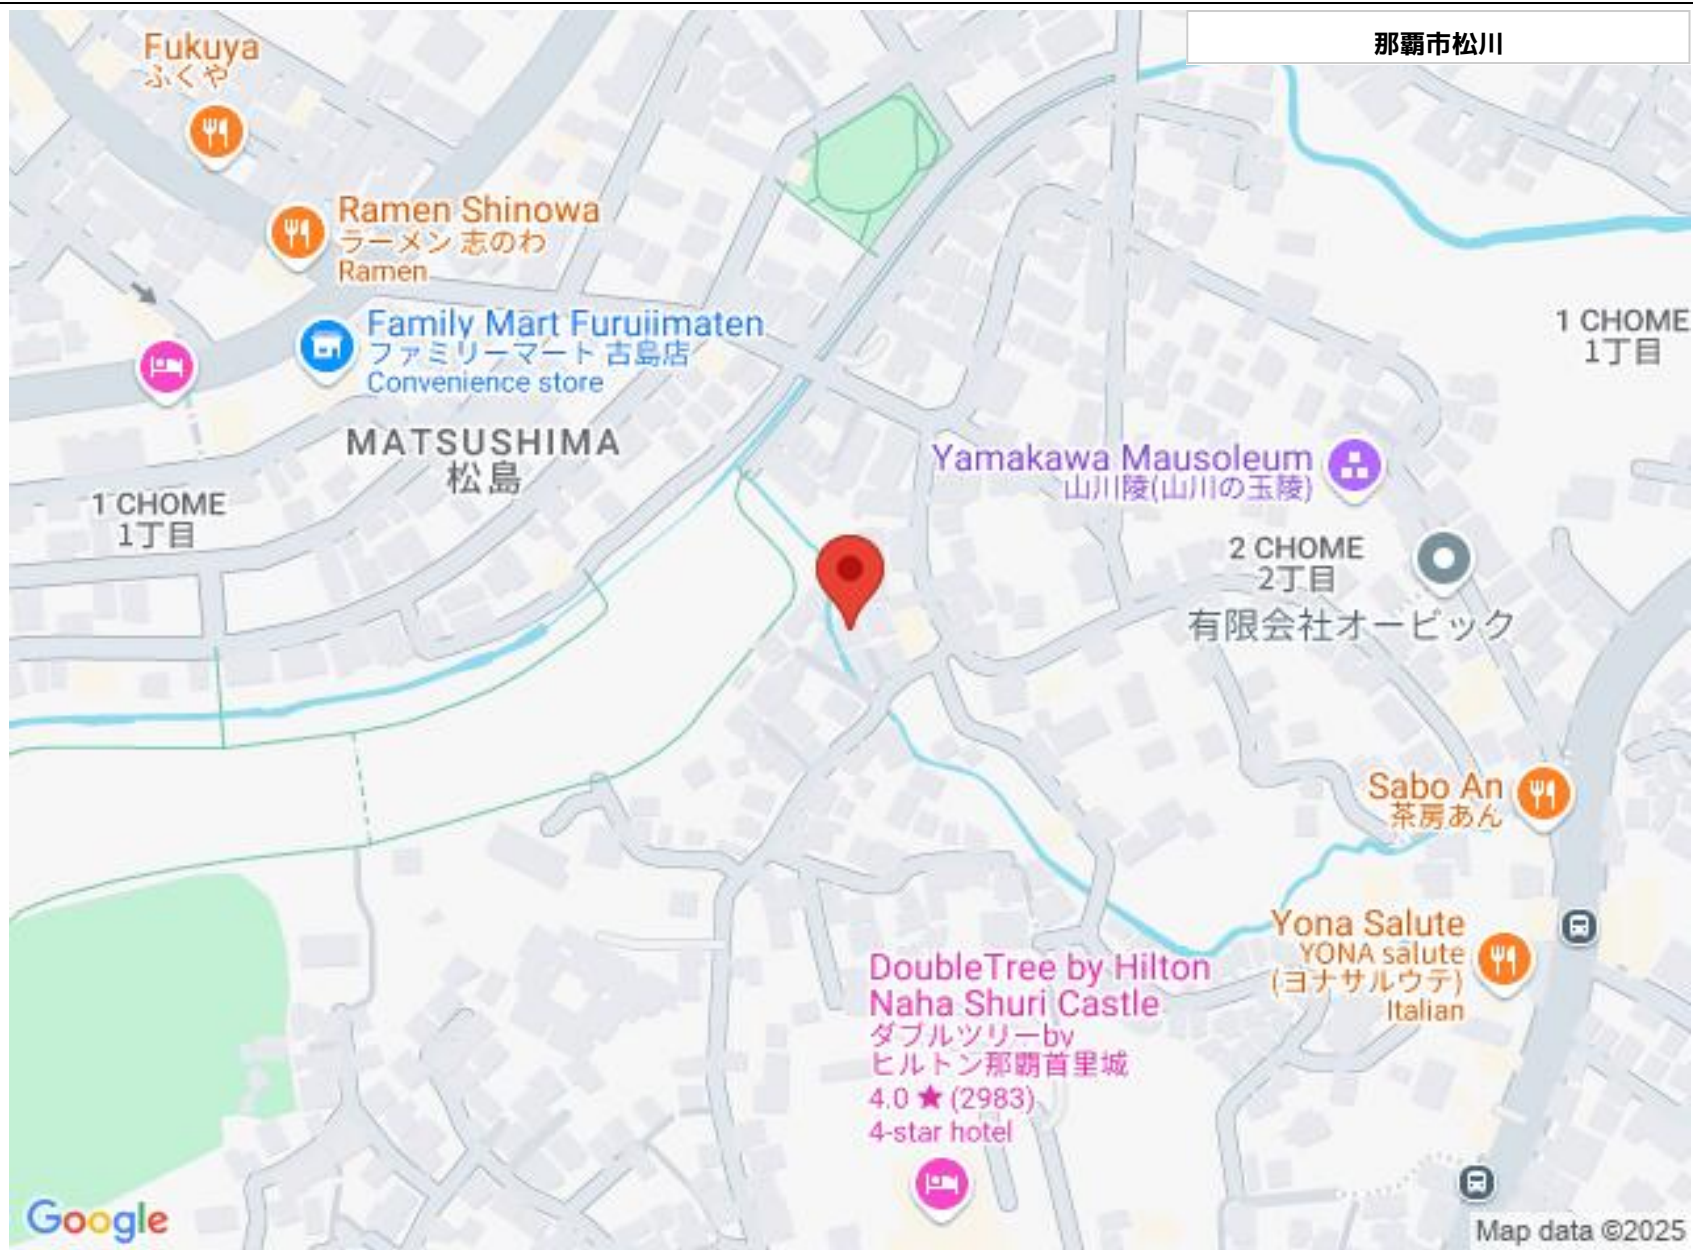 那覇市松川
Fukuya
ふくや
Ramen Shinowa
ラーメン 志のわ
Ramen
Family Mart Furujimaten
ファミリーマート 古島店
Convenience store
1 CHOME
1丁目
MATSUSHIMA
松島
Yamakawa Mausoleum
山川陵(山川の玉陵)
1 CHOME
1丁目
2 CHOME
2丁目
有限会社オービック
Sabo An
茶房あん
Yona Salute
YONA salute
(ヨナサルウテ)
Italian
DoubleTree by Hilton
Naha Shuri Castle
ダブルツリーby
ヒルトン那覇首里城
4.0 ★ (2983)
4-star hotel
Google
Map data ©2025